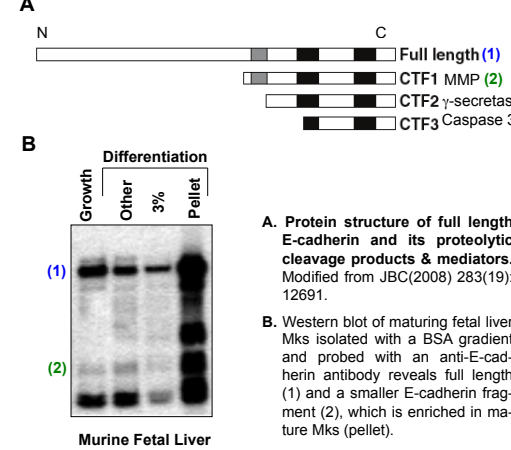 A
N C
Full length (1)
CTF1 MMP (2)
CTF2 γ-secretas
CTF3 Caspase 3
B
Differentiation
Growth
Other
3%
Pellet
(1)
(2)
Murine Fetal Liver
A. Protein structure of full length
E-cadherin and its proteolytic
cleavage products & mediators.
Modified from JBC(2008) 283(19):
12691.
B. Western blot of maturing fetal liver
Mks isolated with a BSA gradient
and probed with an anti-E-cad-
herin antibody reveals full length
(1) and a smaller E-cadherin frag-
ment (2), which is enriched in ma-
ture Mks (pellet).